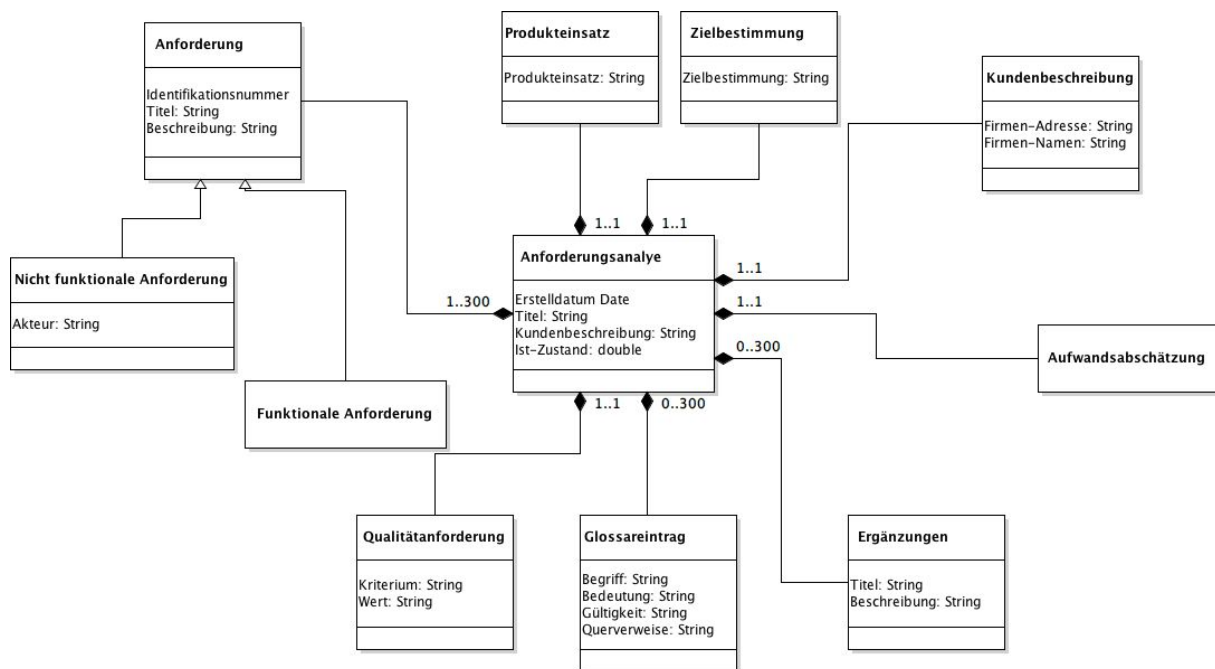 Anforderung
Identifikationsnummer
Titel: String
Beschreibung: String
Produkteinsatz
Produkteinsatz: String
Zielbestimmung
Zielbestimmung: String
Kundenbeschreibung
Firmen-Adresse: String
Firmen-Namen: String
Nicht funktionale Anforderung
Akteur: String
Funktionale Anforderung
1..300
1..1
1..1
Anforderungsanalye
Erstelldatum Date
Titel: String
Kundenbeschreibung: String
Ist-Zustand: double
1..1
1..1
0..300
1..1
0..300
Aufwandsabschätzung
Qualitätanforderung
Kriterium: String
Wert: String
Glossareintrag
Begriff: String
Bedeutung: String
Gültigkeit: String
Querverweise: String
Ergänzungen
Titel: String
Beschreibung: String